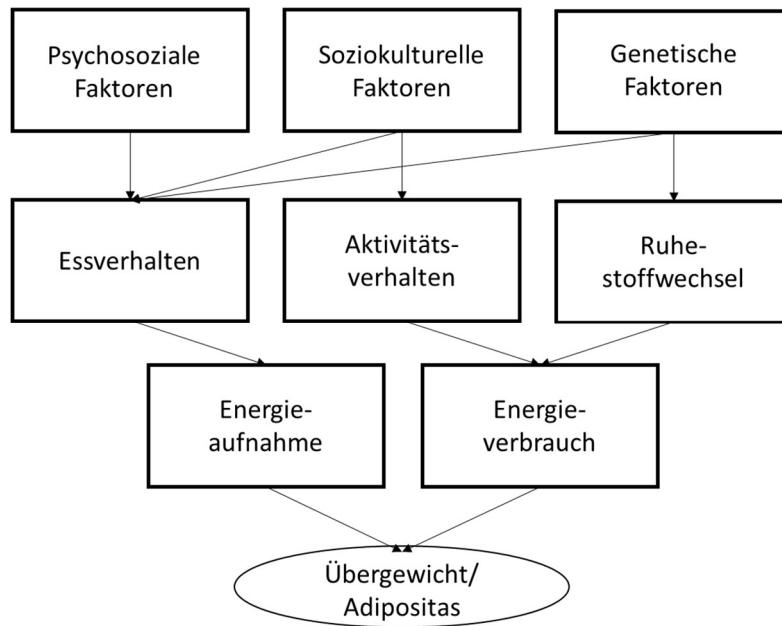 Psychosoziale
Faktoren
Soziokulturelle
Faktoren
Genetische
Faktoren
Essverhalten
Aktivitäts-
verhalten
Ruhe-
stoffwechsel
Energie-
aufnahme
Energie-
verbrauch
Übergewicht/
Adipositas